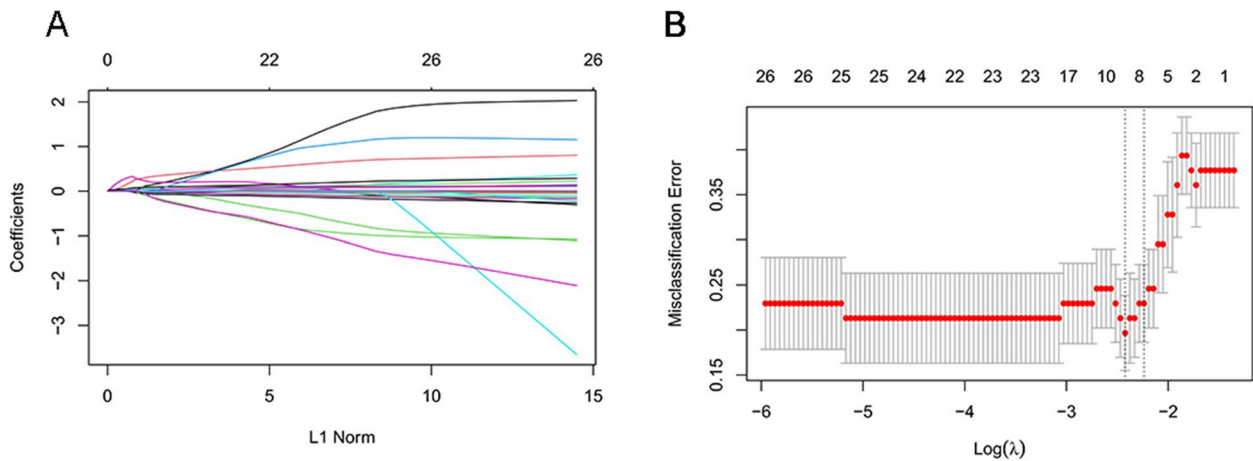 A
0 22 26 26
Coefficients
2
1
0
−1
−2
−3
0 5 10 15
L1 Norm
B
26 26 25 25 24 22 23 23 17 10 8 5 2 1
Misclassification Error
0.35
0.25
0.15
−6 −5 −4 −3 −2
Log(λ)